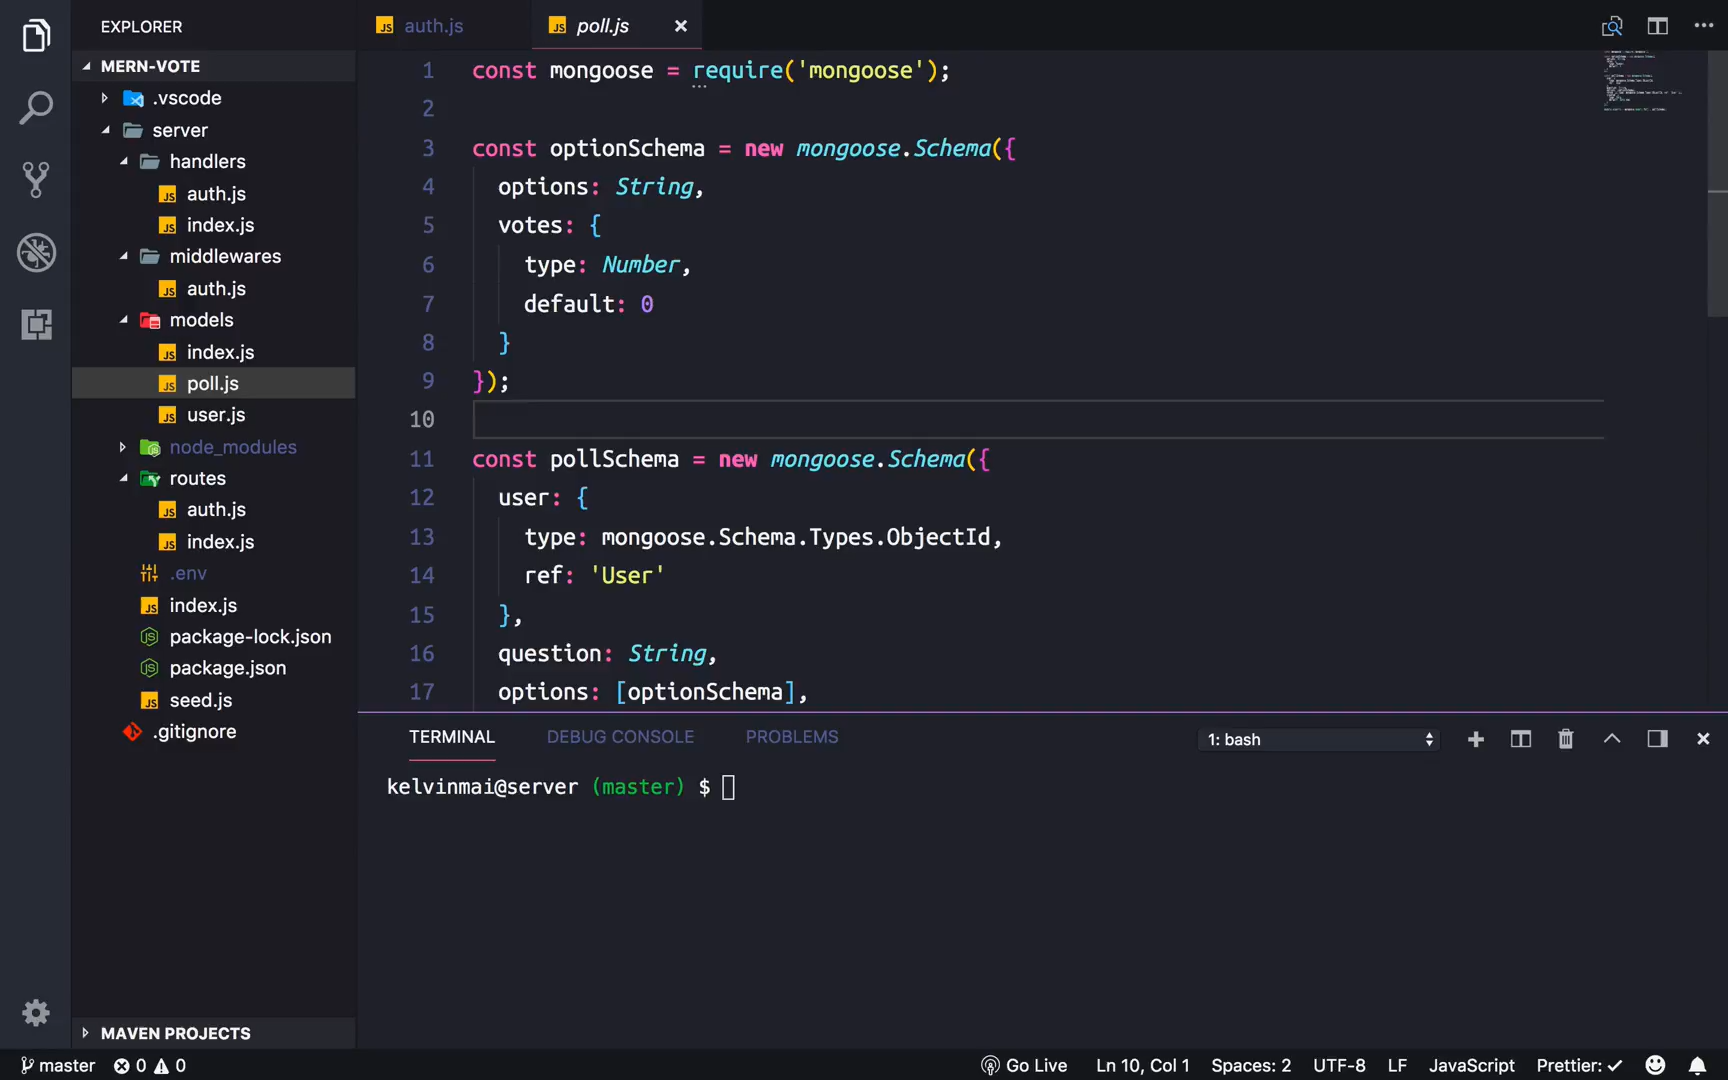 EXPLORER
MERN-VOTE
.vscode
server
handlers
auth.js
index.js
middlewares
auth.js
models
index.js
poll.js
user.js
node_modules
routes
auth.js
index.js
.env
index.js
package-lock.json
package.json
seed.js
.gitignore
MAVEN PROJECTS
auth.js
poll.js
1 const mongoose = require('mongoose');
2
3 const optionSchema = new mongoose.Schema({
4 options: String,
5 votes: {
6 type: Number,
7 default: 0
8 }
9 });
10
11 const pollSchema = new mongoose.Schema({
12 user: {
13 type: mongoose.Schema.Types.ObjectId,
14 ref: 'User'
15 },
16 question: String,
17 options: [optionSchema],
TERMINAL DEBUG CONSOLE PROBLEMS 1: bash
kelvinmai@server (master) $
master 0 0 Go Live Ln 10, Col 1 Spaces: 2 UTF-8 LF JavaScript Prettier: ✓